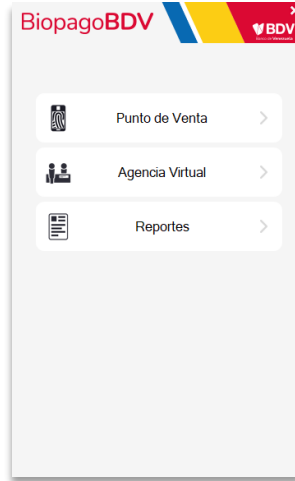 BiopagoBDV
BDV
Banco de Venezuela
Punto de Venta
Agencia Virtual
Reportes